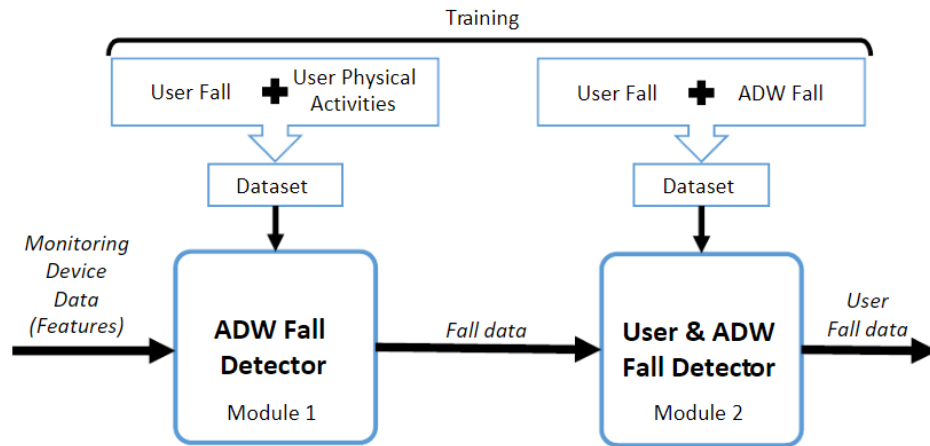 Training
User Fall
User Physical
Activities
User Fall
ADW Fall
Dataset
Dataset
Monitoring
Device
Data
(Features)
ADW Fall
Detector
Module 1
Fall data
User & ADW
Fall Detector
Module 2
User
Fall data